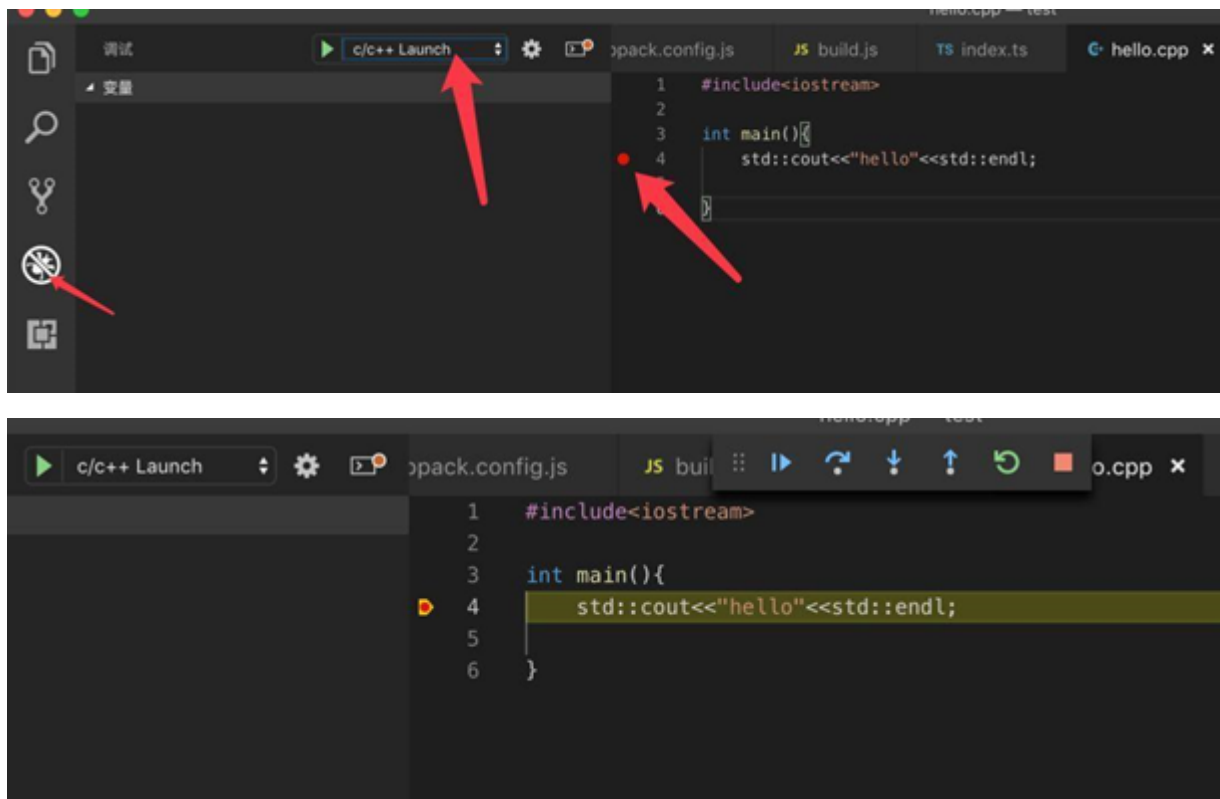 调试
c/c++ Launch
opack.config.js
JS build.js
TS index.ts
hello.cpp
变量
1 #include<iostream>
2
3 int main(){
4 std::cout<<"hello"<<std::endl;
}
c/c++ Launch
opack.config.js
JS buil
o.cpp
1 #include<iostream>
2
3 int main(){
4 std::cout<<"hello"<<std::endl;
5
6 }